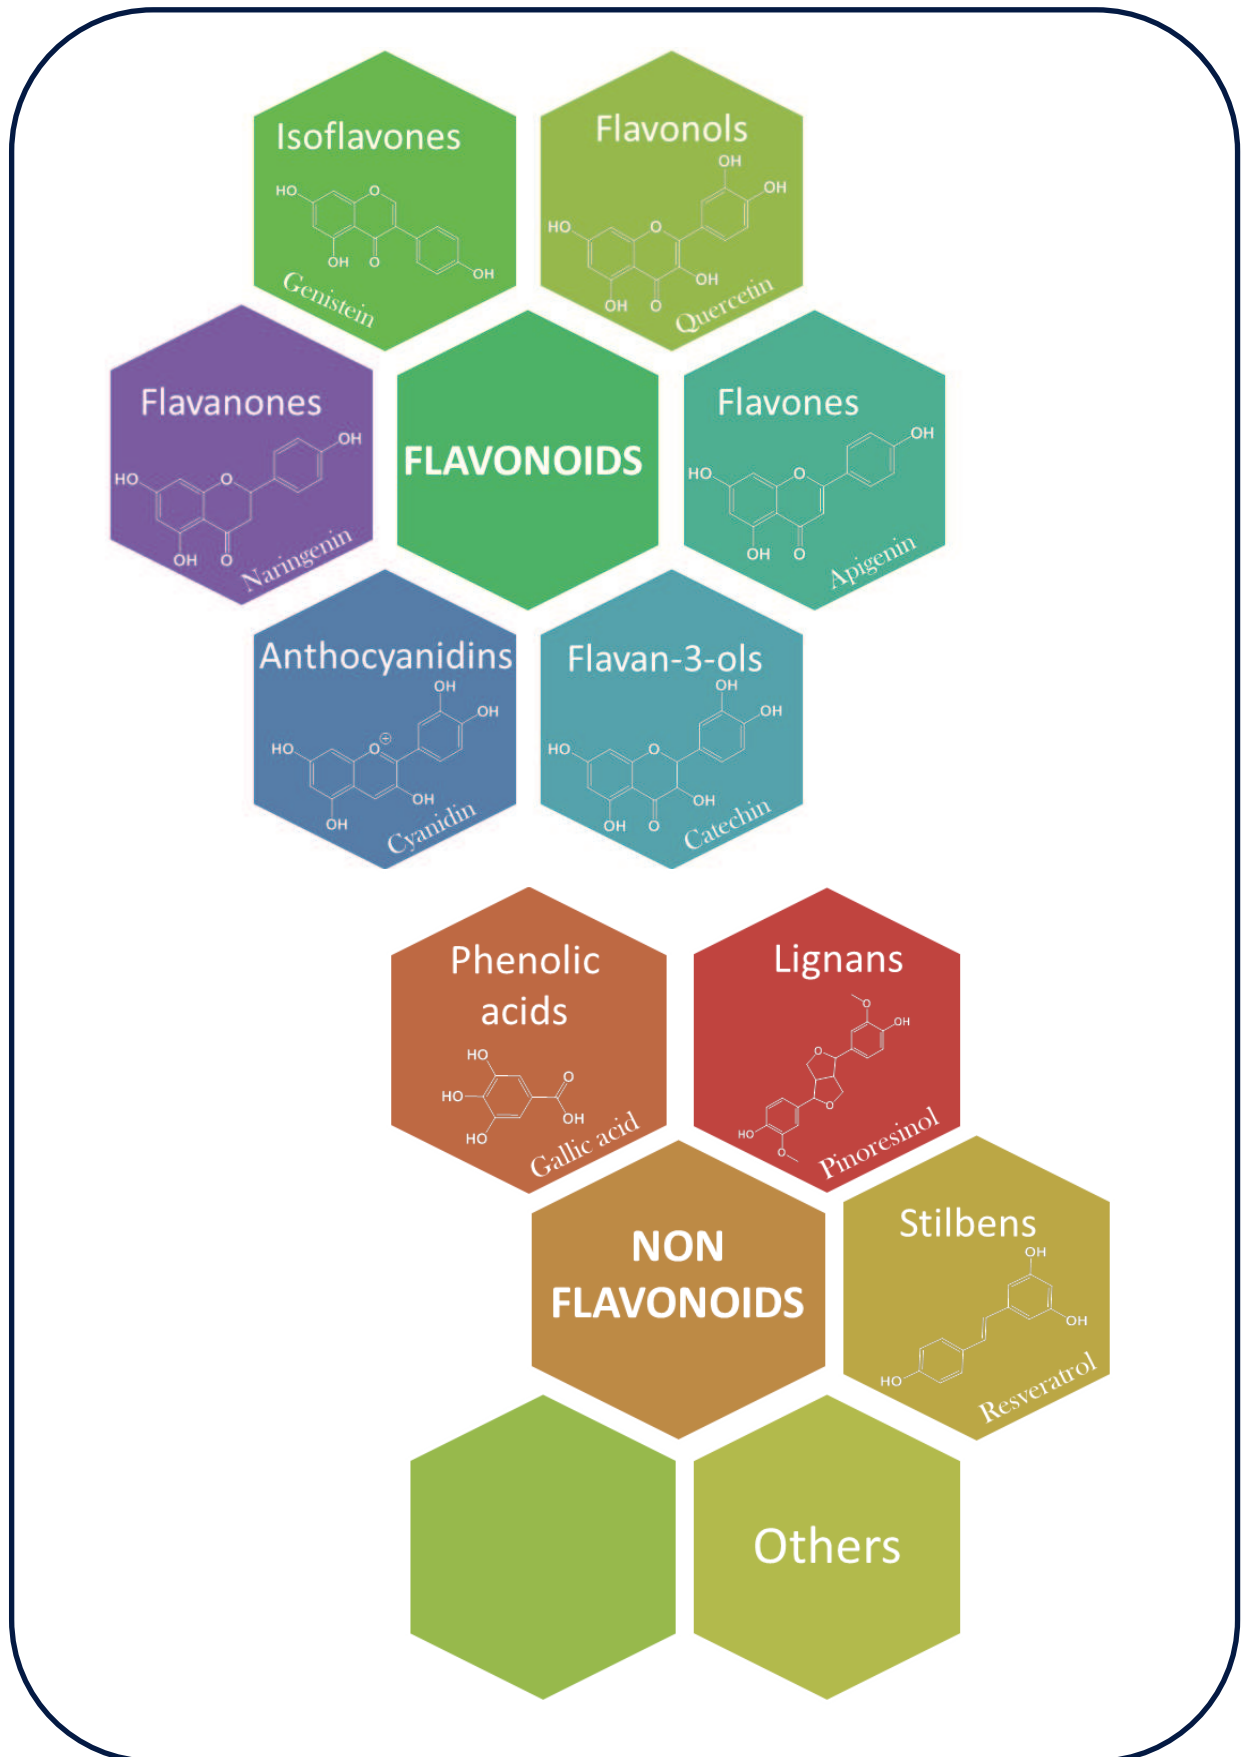 Isoflavones
HO
O
OH
O
OH
Genistein
Flavonols
OH
OH
HO
O
OH
OH
O
Quercetin
Flavanones
OH
HO
O
OH
O
Naringenin
FLAVONOIDS
Flavones
OH
HO
O
OH
O
Apigenin
Anthocyanidins
OH
OH
HO
O
+
OH
OH
Cyanidin
Flavan-3-ols
OH
OH
HO
O
OH
OH
O
Catechin
Phenolic
acids
HO
O
HO
OH
HO
Gallic acid
Lignans
O
OH
O
O
HO
O
Pinoresinol
NON
FLAVONOIDS
Stilbens
OH
OH
HO
Resveratrol
Others